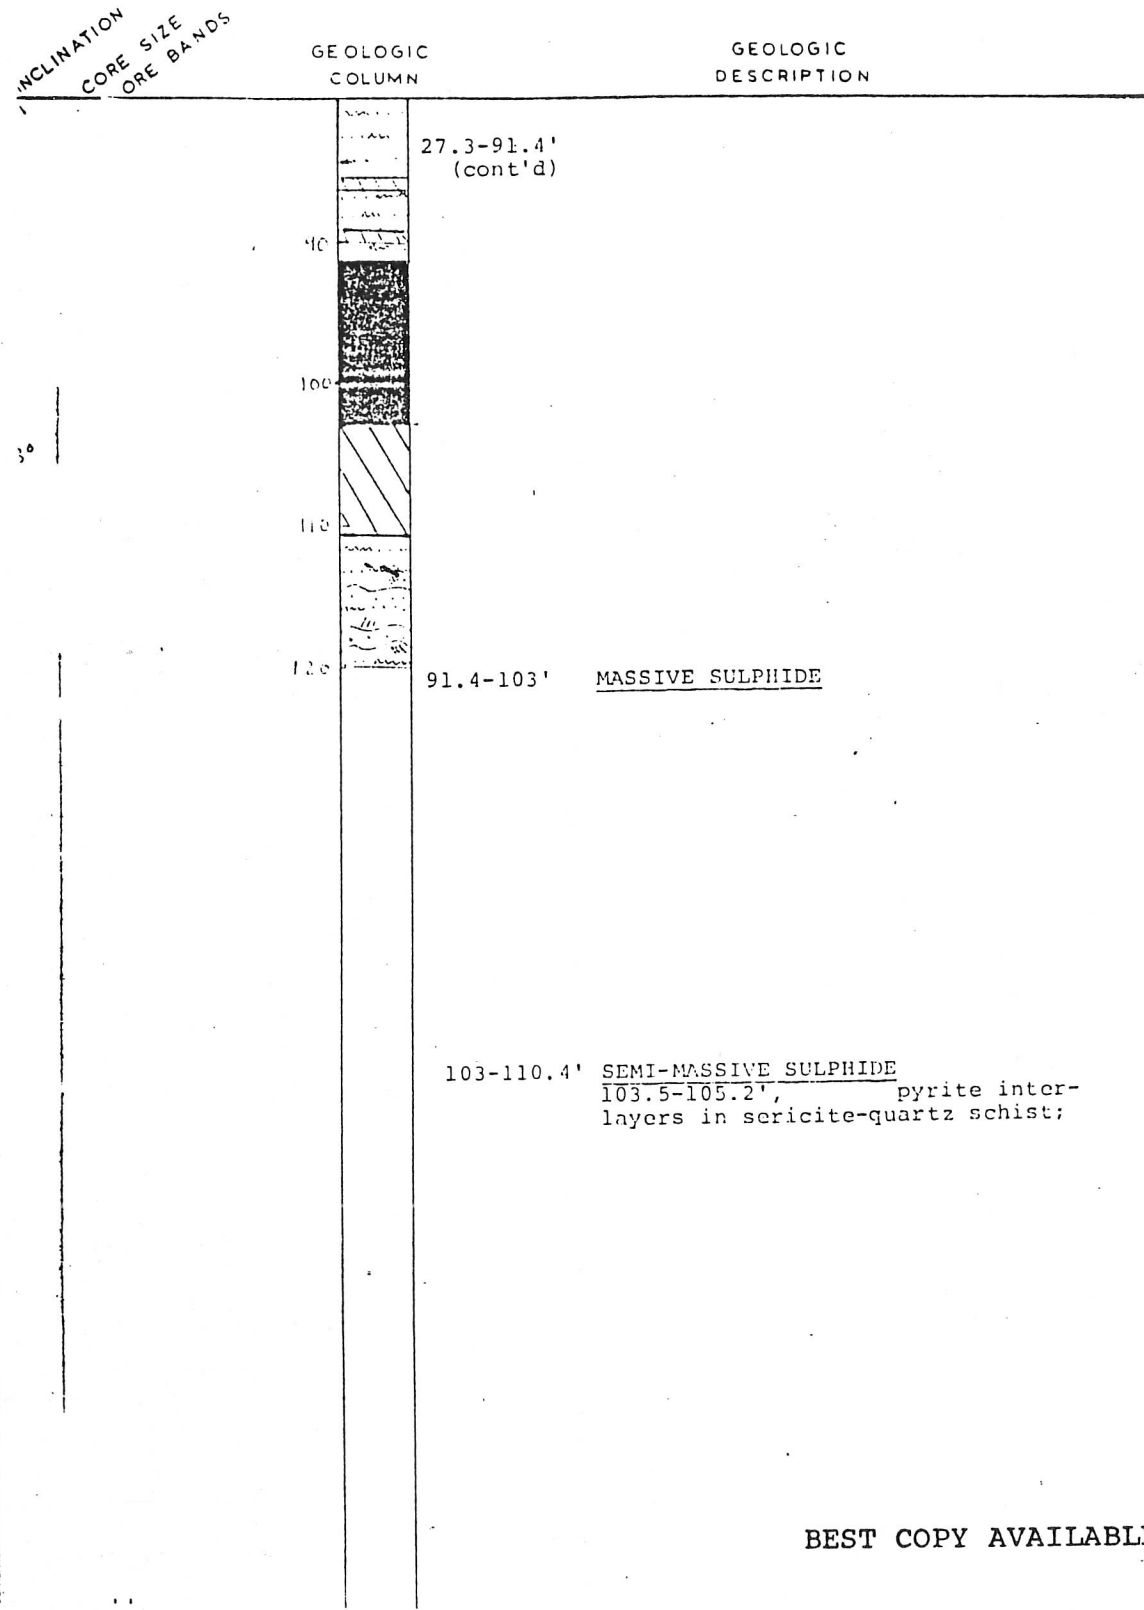 INCLINATION
CORE SIZE
ORE BANDS
GEOLOGIC
COLUMN
GEOLOGIC
DESCRIPTION
27.3-91.4'
(cont'd)
90
100
110
120
91.4-103' MASSIVE SULPHIDE
103-110.4' SEMI-MASSIVE SULPHIDE
103.5-105.2', pyrite inter-
layers in sericite-quartz schist;
BEST COPY AVAILABL